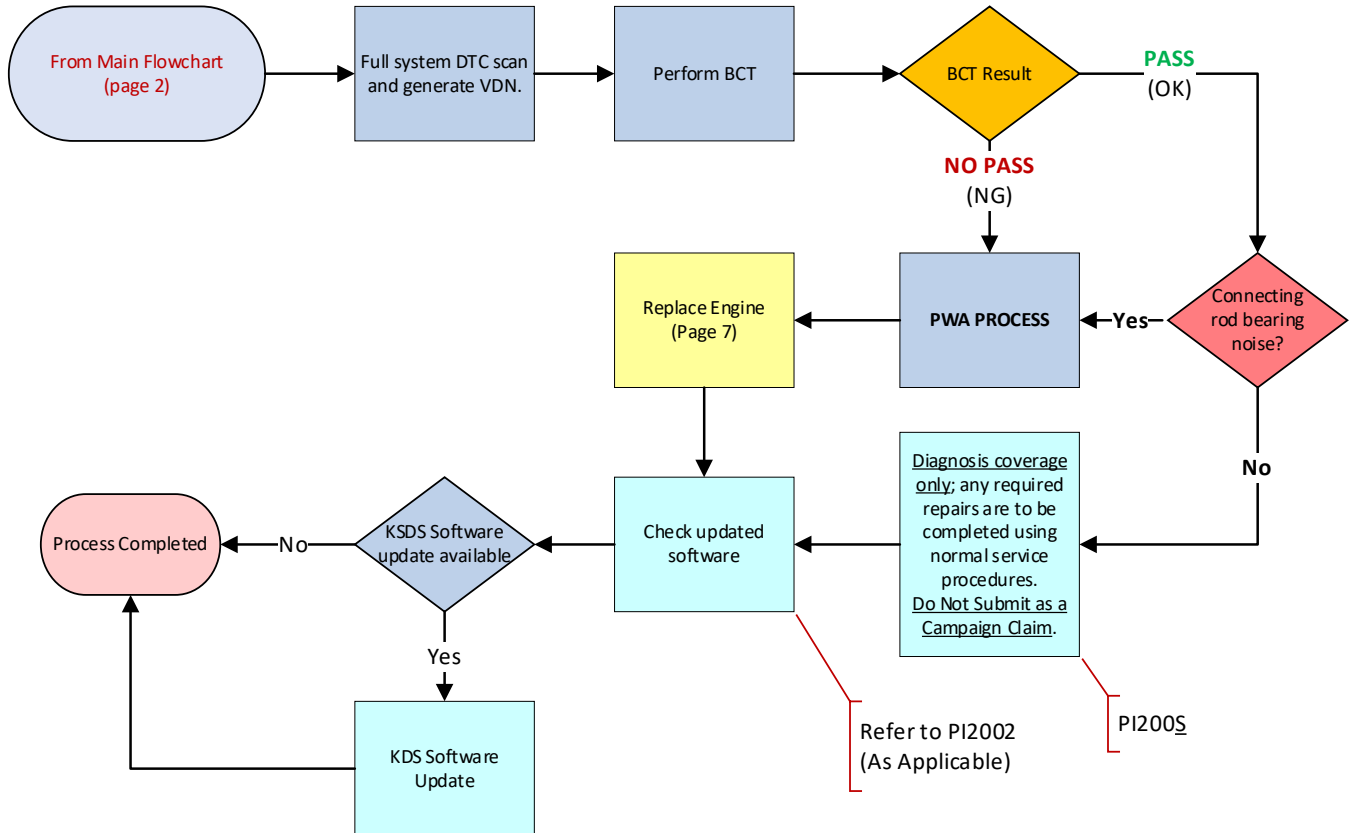 From Main Flowchart
(page 2)
Full system DTC scan
and generate VDN.
Perform BCT
BCT Result
PASS
(OK)
NO PASS
(NG)
Connecting
rod bearing
noise?
Yes
PWA PROCESS
Replace Engine
(Page 7)
No
Diagnosis coverage
only; any required
repairs are to be
completed using
normal service
procedures.
Do Not Submit as a
Campaign Claim.
PI200S
Check updated
software
Refer to PI2002
(As Applicable)
KSDS Software
update available
No
Process Completed
Yes
KDS Software
Update